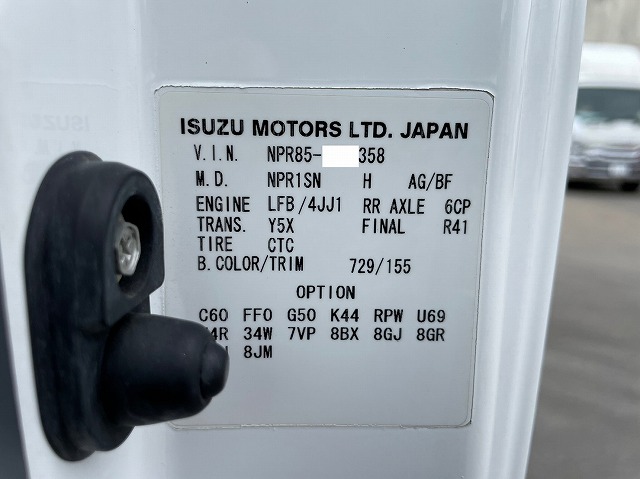 ISUZU MOTORS LTD. JAPAN
V.I.N. NPR85- 358
M.D. NPR1SN H AG/BF
ENGINE LFB/4JJ1 RR AXLE 6CP
TRANS. Y5X FINAL R41
TIRE CTC
B.COLOR/TRIM 729/155
OPTION
C60 FF0 G50 K44 RPW U69
34W 7VP 8BX 8GJ 8GR
8JM